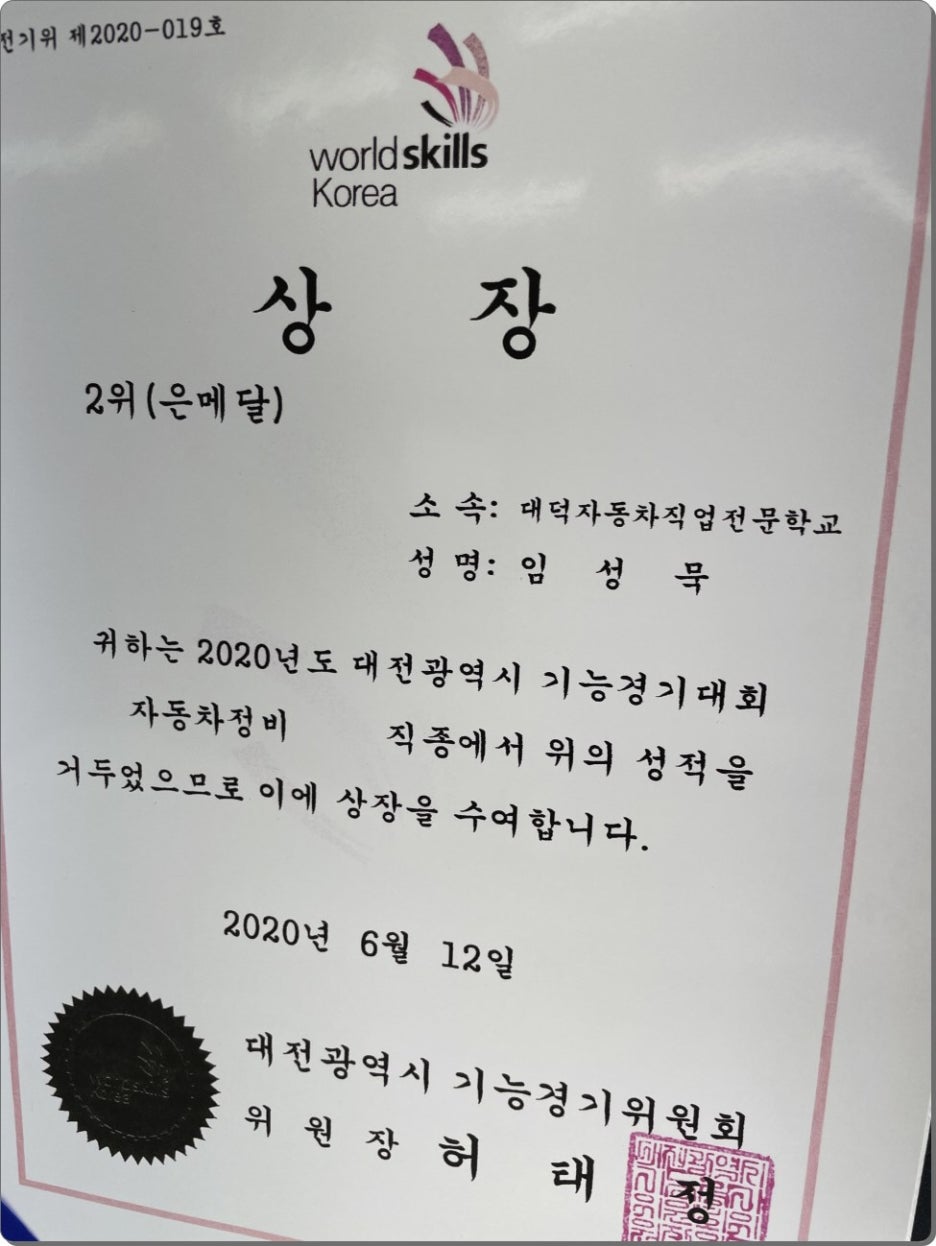 전기위 제2020-019호
worldskills
Korea
상 장
2위(은메달)
소 속: 대덕자동차직업전문학교
성 명: 임 성 묵
귀하는 2020년도 대전광역시 기능경기대회
자동차정비 직종에서 위의 성적을
거두었으므로 이에 상장을 수여합니다.
2020년 6월 12일
대전광역시 기능경기위원회
위 원 장 허 태 정
worldskills
Korea